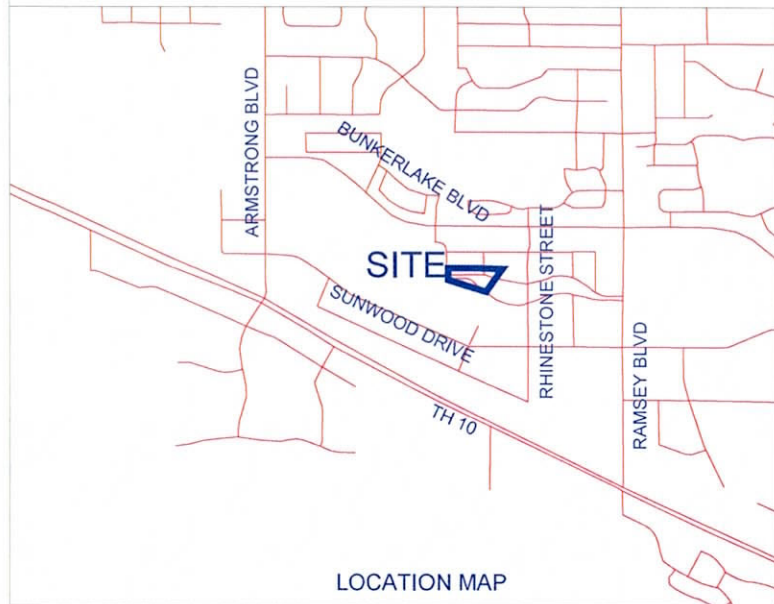 ARMSTRONG BLVD
BUNKERLAKE BLVD
SITE
RHINESTONE STREET
SUNWOOD DRIVE
RAMSEY BLVD
TH 10
LOCATION MAP